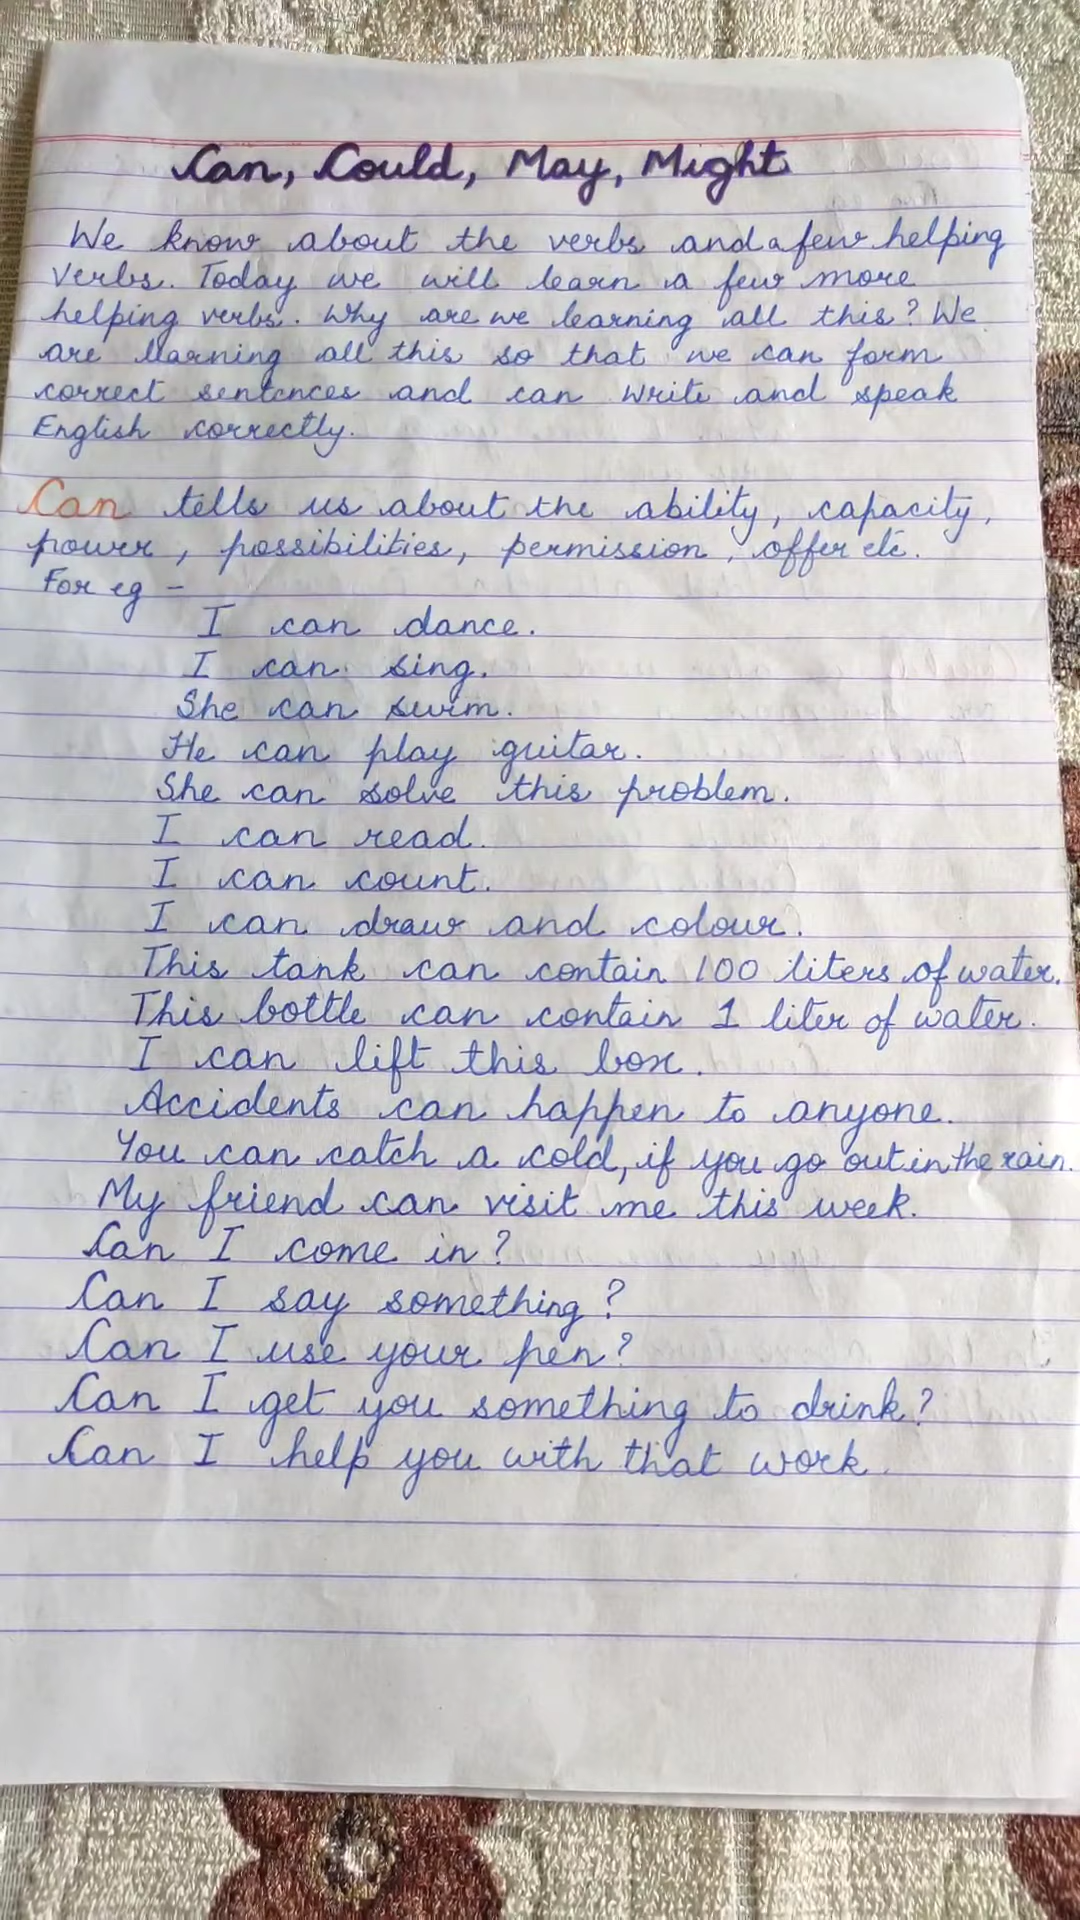 Can, Could, May, Might
We know about the verbs and a few helping
verbs. Today we will learn a few more
helping verbs. Why are we learning all this? We
are learning all this so that we can form
correct sentences and can write and speak
English correctly.
Can tells us about the ability, capacity,
power, possibilities, permission, offer etc.
For eg -
I can dance.
I can sing.
She can swim.
He can play guitar.
She can solve this problem.
I can read.
I can count.
I can draw and colour.
This tank can contain 100 liters of water.
This bottle can contain 1 liter of water.
I can lift this box.
Accidents can happen to anyone.
You can catch a cold, if you go out in the rain.
My friend can visit me this week.
Can I come in?
Can I say something?
Can I use your pen?
Can I get you something to drink?
Can I help you with that work.